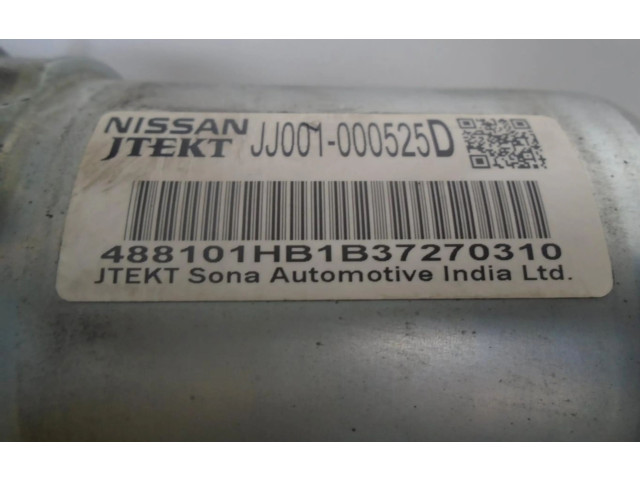 NISSAN
JTEKT JJ001-000525D
488101HB1B37270310
JTEKT Sona Automotive India Ltd.